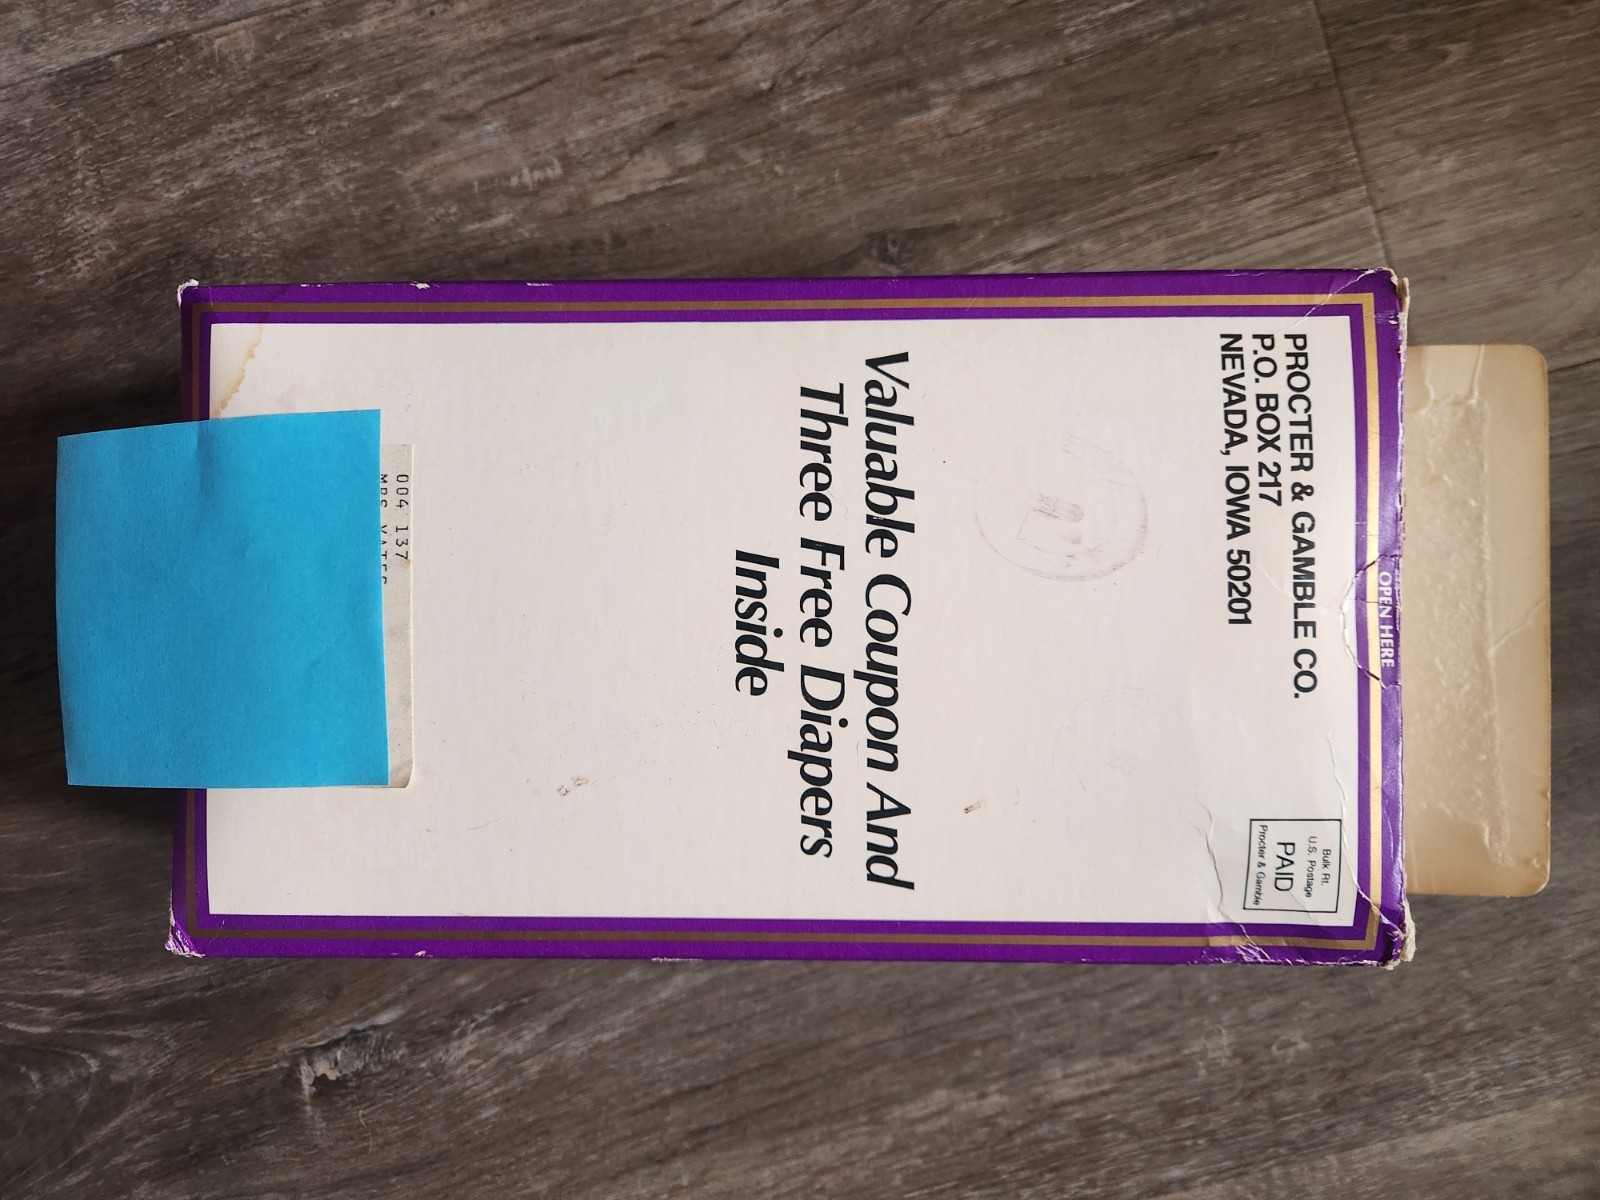 PROCTER & GAMBLE CO.
P.O. BOX 217
NEVADA, IOWA 50201
Bulk Rt.
U.S. Postage
PAID
Procter & Gamble
OPEN HERE
Valuable Coupon And
Three Free Diapers
Inside
004 137
MRS